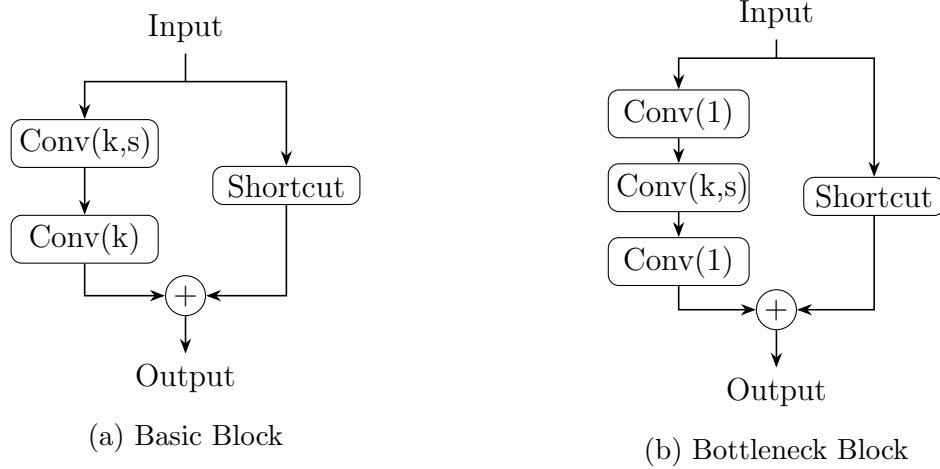 Input
Conv(k,s)
Shortcut
Conv(k)
+
Output
(a) Basic Block
Input
Conv(1)
Conv(k,s)
Shortcut
Conv(1)
+
Output
(b) Bottleneck Block